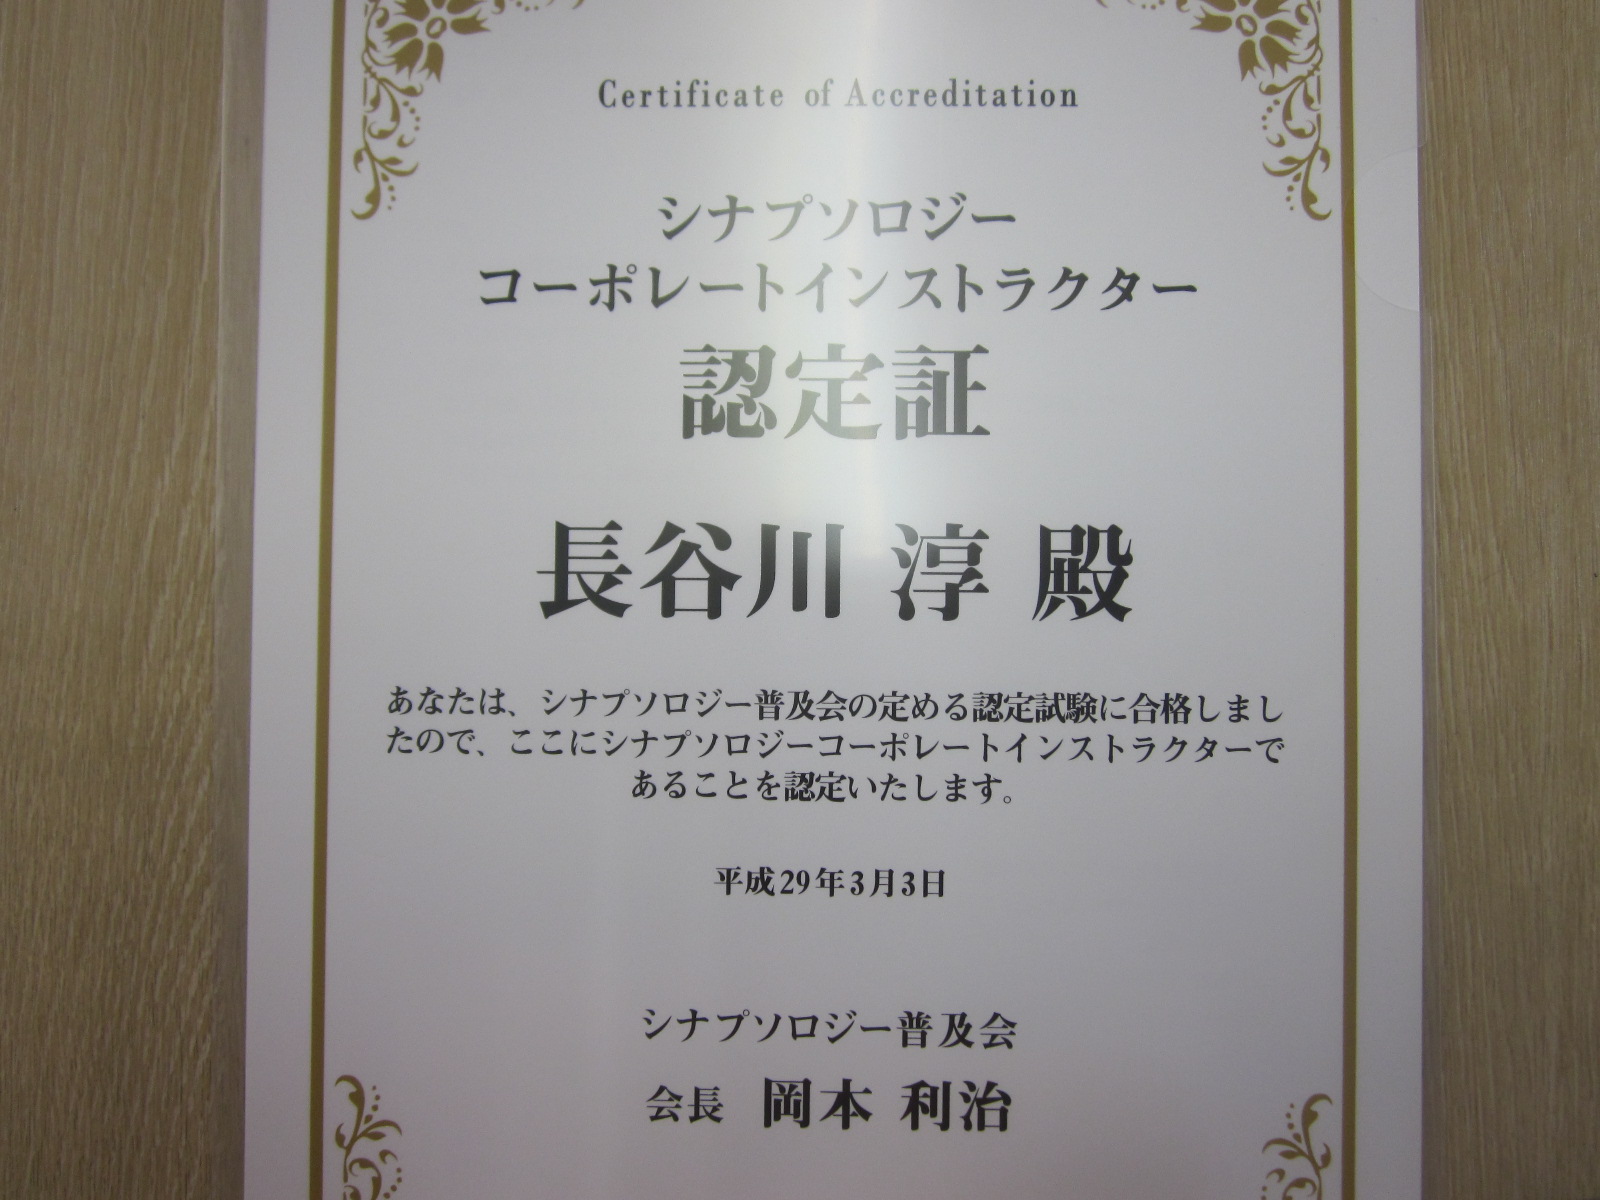 Certificate of Accreditation
シナプソロジー
コーポレートインストラクター
認定証
長谷川 淳 殿
あなたは、シナプソロジー普及会の定める認定試験に合格しまし
たので、ここにシナプソロジーコーポレートインストラクターで
あることを認定いたします。
平成29年3月3日
シナプソロジー普及会
会長 岡本 利治